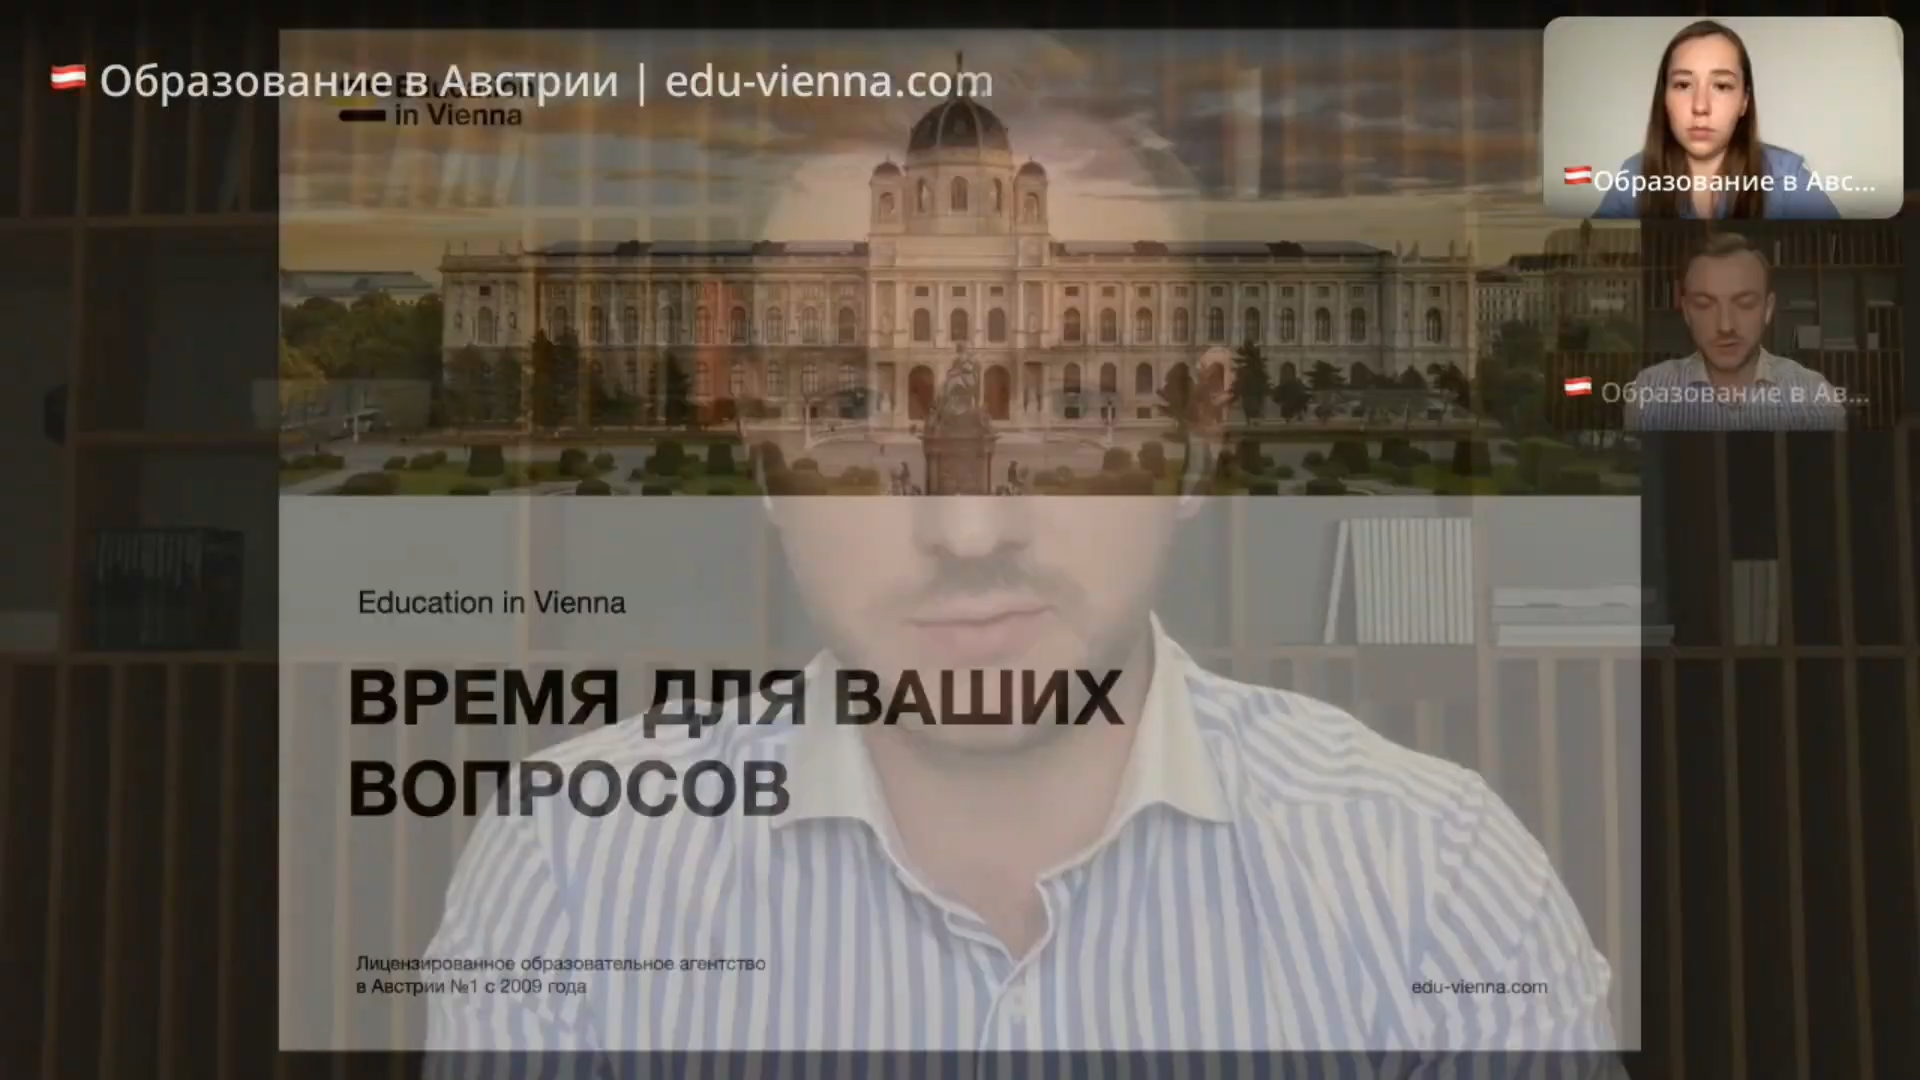 Образование в Австрии | edu-vienna.com
Education
in Vienna
Образование в Авс...
Образование в Ав...
Education in Vienna
ВРЕМЯ ДЛЯ ВАШИХ
ВОПРОСОВ
Лицензированное образовательное агентство
в Австрии №1 с 2009 года
edu-vienna.com